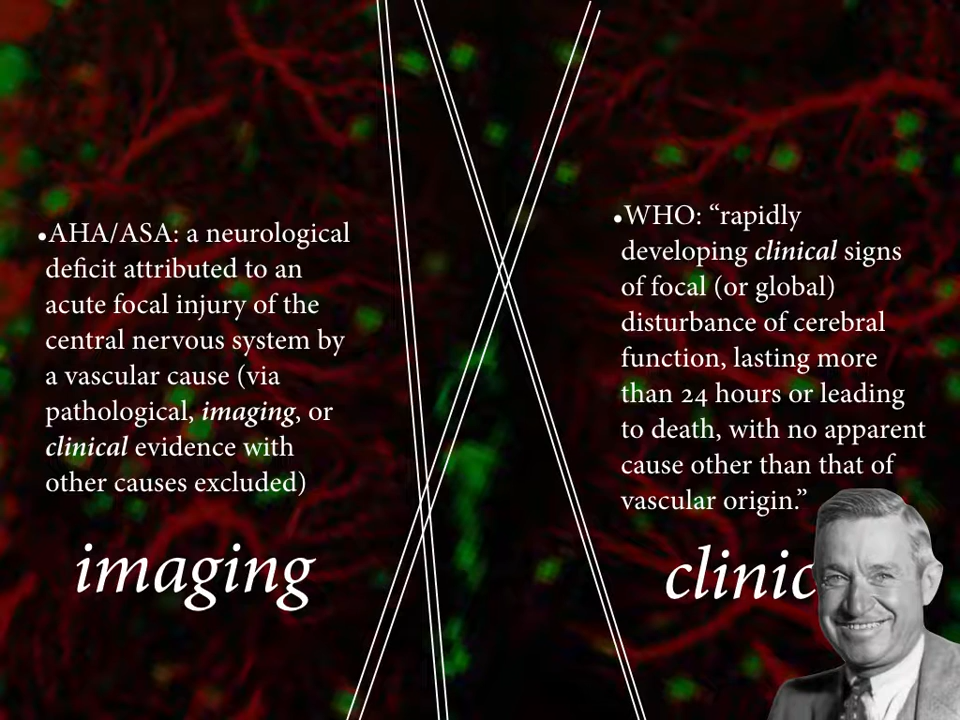 •AHA/ASA: a neurological
deficit attributed to an
acute focal injury of the
central nervous system by
a vascular cause (via
pathological, imaging, or
clinical evidence with
other causes excluded)
imaging
•WHO: “rapidly
developing clinical signs
of focal (or global)
disturbance of cerebral
function, lasting more
than 24 hours or leading
to death, with no apparent
cause other than that of
vascular origin.”
clinic